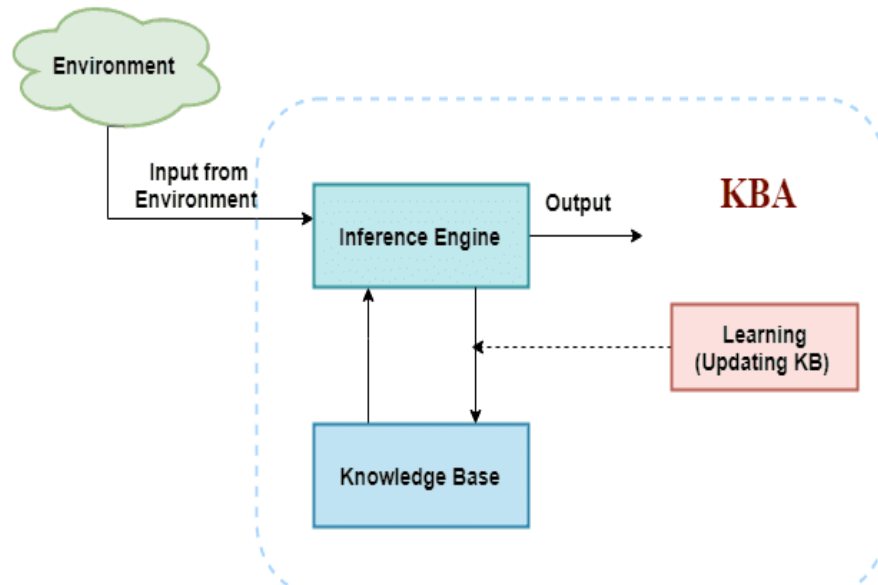 Environment
Input from
Environment
Inference Engine
Output
KBA
Learning
(Updating KB)
Knowledge Base